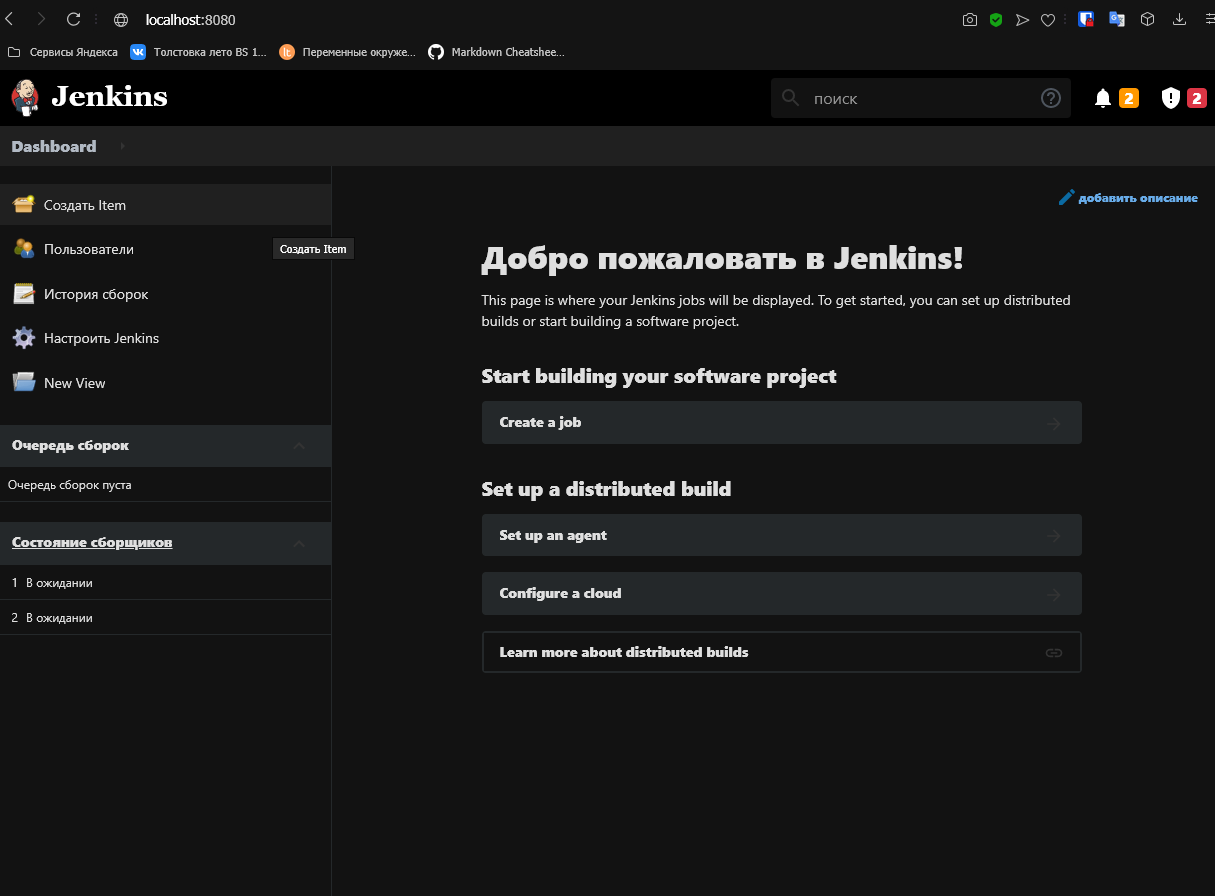 localhost:8080
Сервисы Яндекса
Толстовка лето BS 1...
Переменные окруже...
Markdown Cheatshee...
Jenkins
поиск
2
2
Dashboard
добавить описание
Создать Item
Пользователи
Создать Item
История сборок
Настроить Jenkins
New View
Очередь сборок
Очередь сборок пуста
Состояние сборщиков
1 В ожидании
2 В ожидании
Добро пожаловать в Jenkins!
This page is where your Jenkins jobs will be displayed. To get started, you can set up distributed
builds or start building a software project.
Start building your software project
Create a job
Set up a distributed build
Set up an agent
Configure a cloud
Learn more about distributed builds